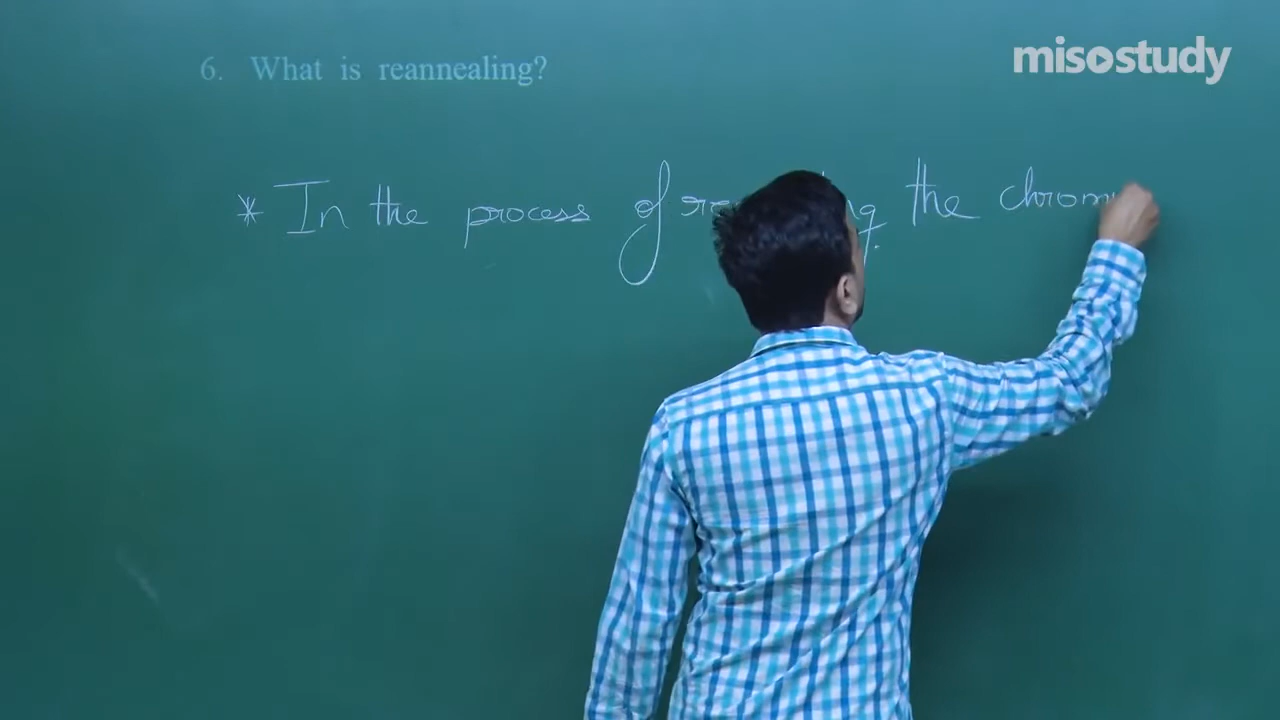 misostudy
6. What is reannealing?
* In the process of the